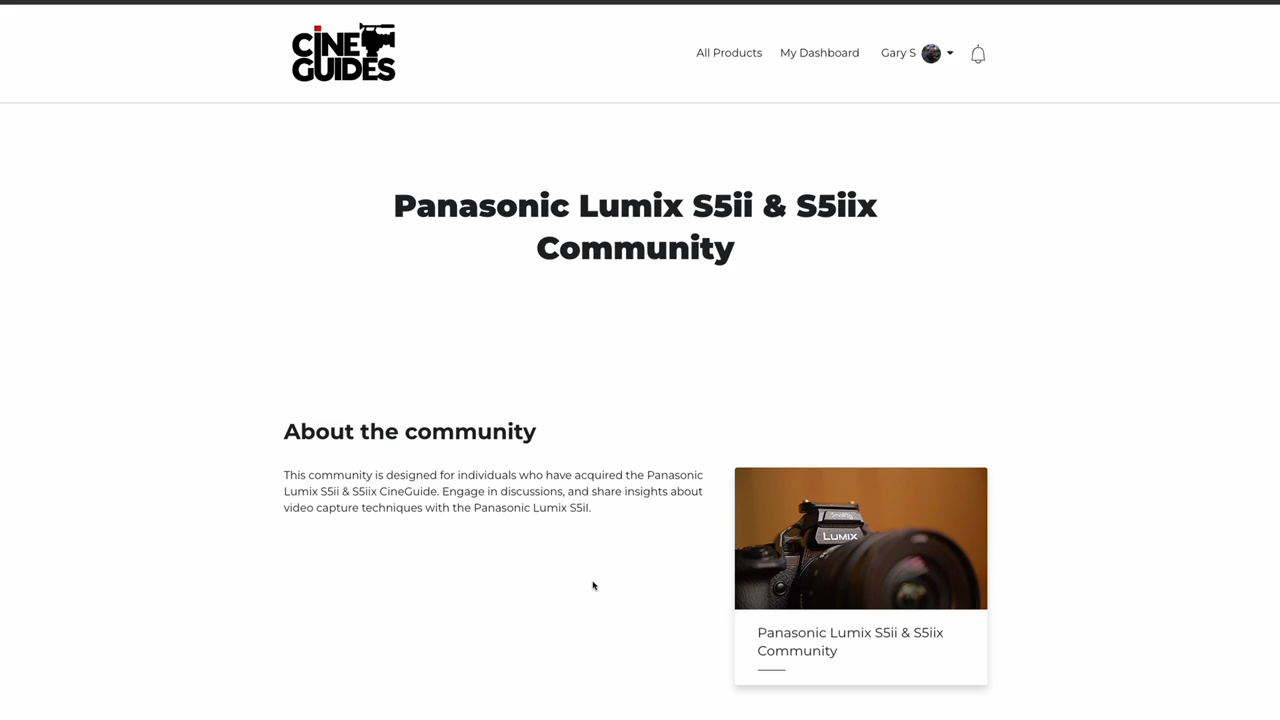 CiNE
GUIDES
All Products
My Dashboard
Gary S
Panasonic Lumix S5ii & S5iix
Community
About the community
This community is designed for individuals who have acquired the Panasonic
Lumix S5ii & S5iix CineGuide. Engage in discussions, and share insights about
video capture techniques with the Panasonic Lumix S5iI.
LUMIX
Panasonic Lumix S5ii & S5iix
Community